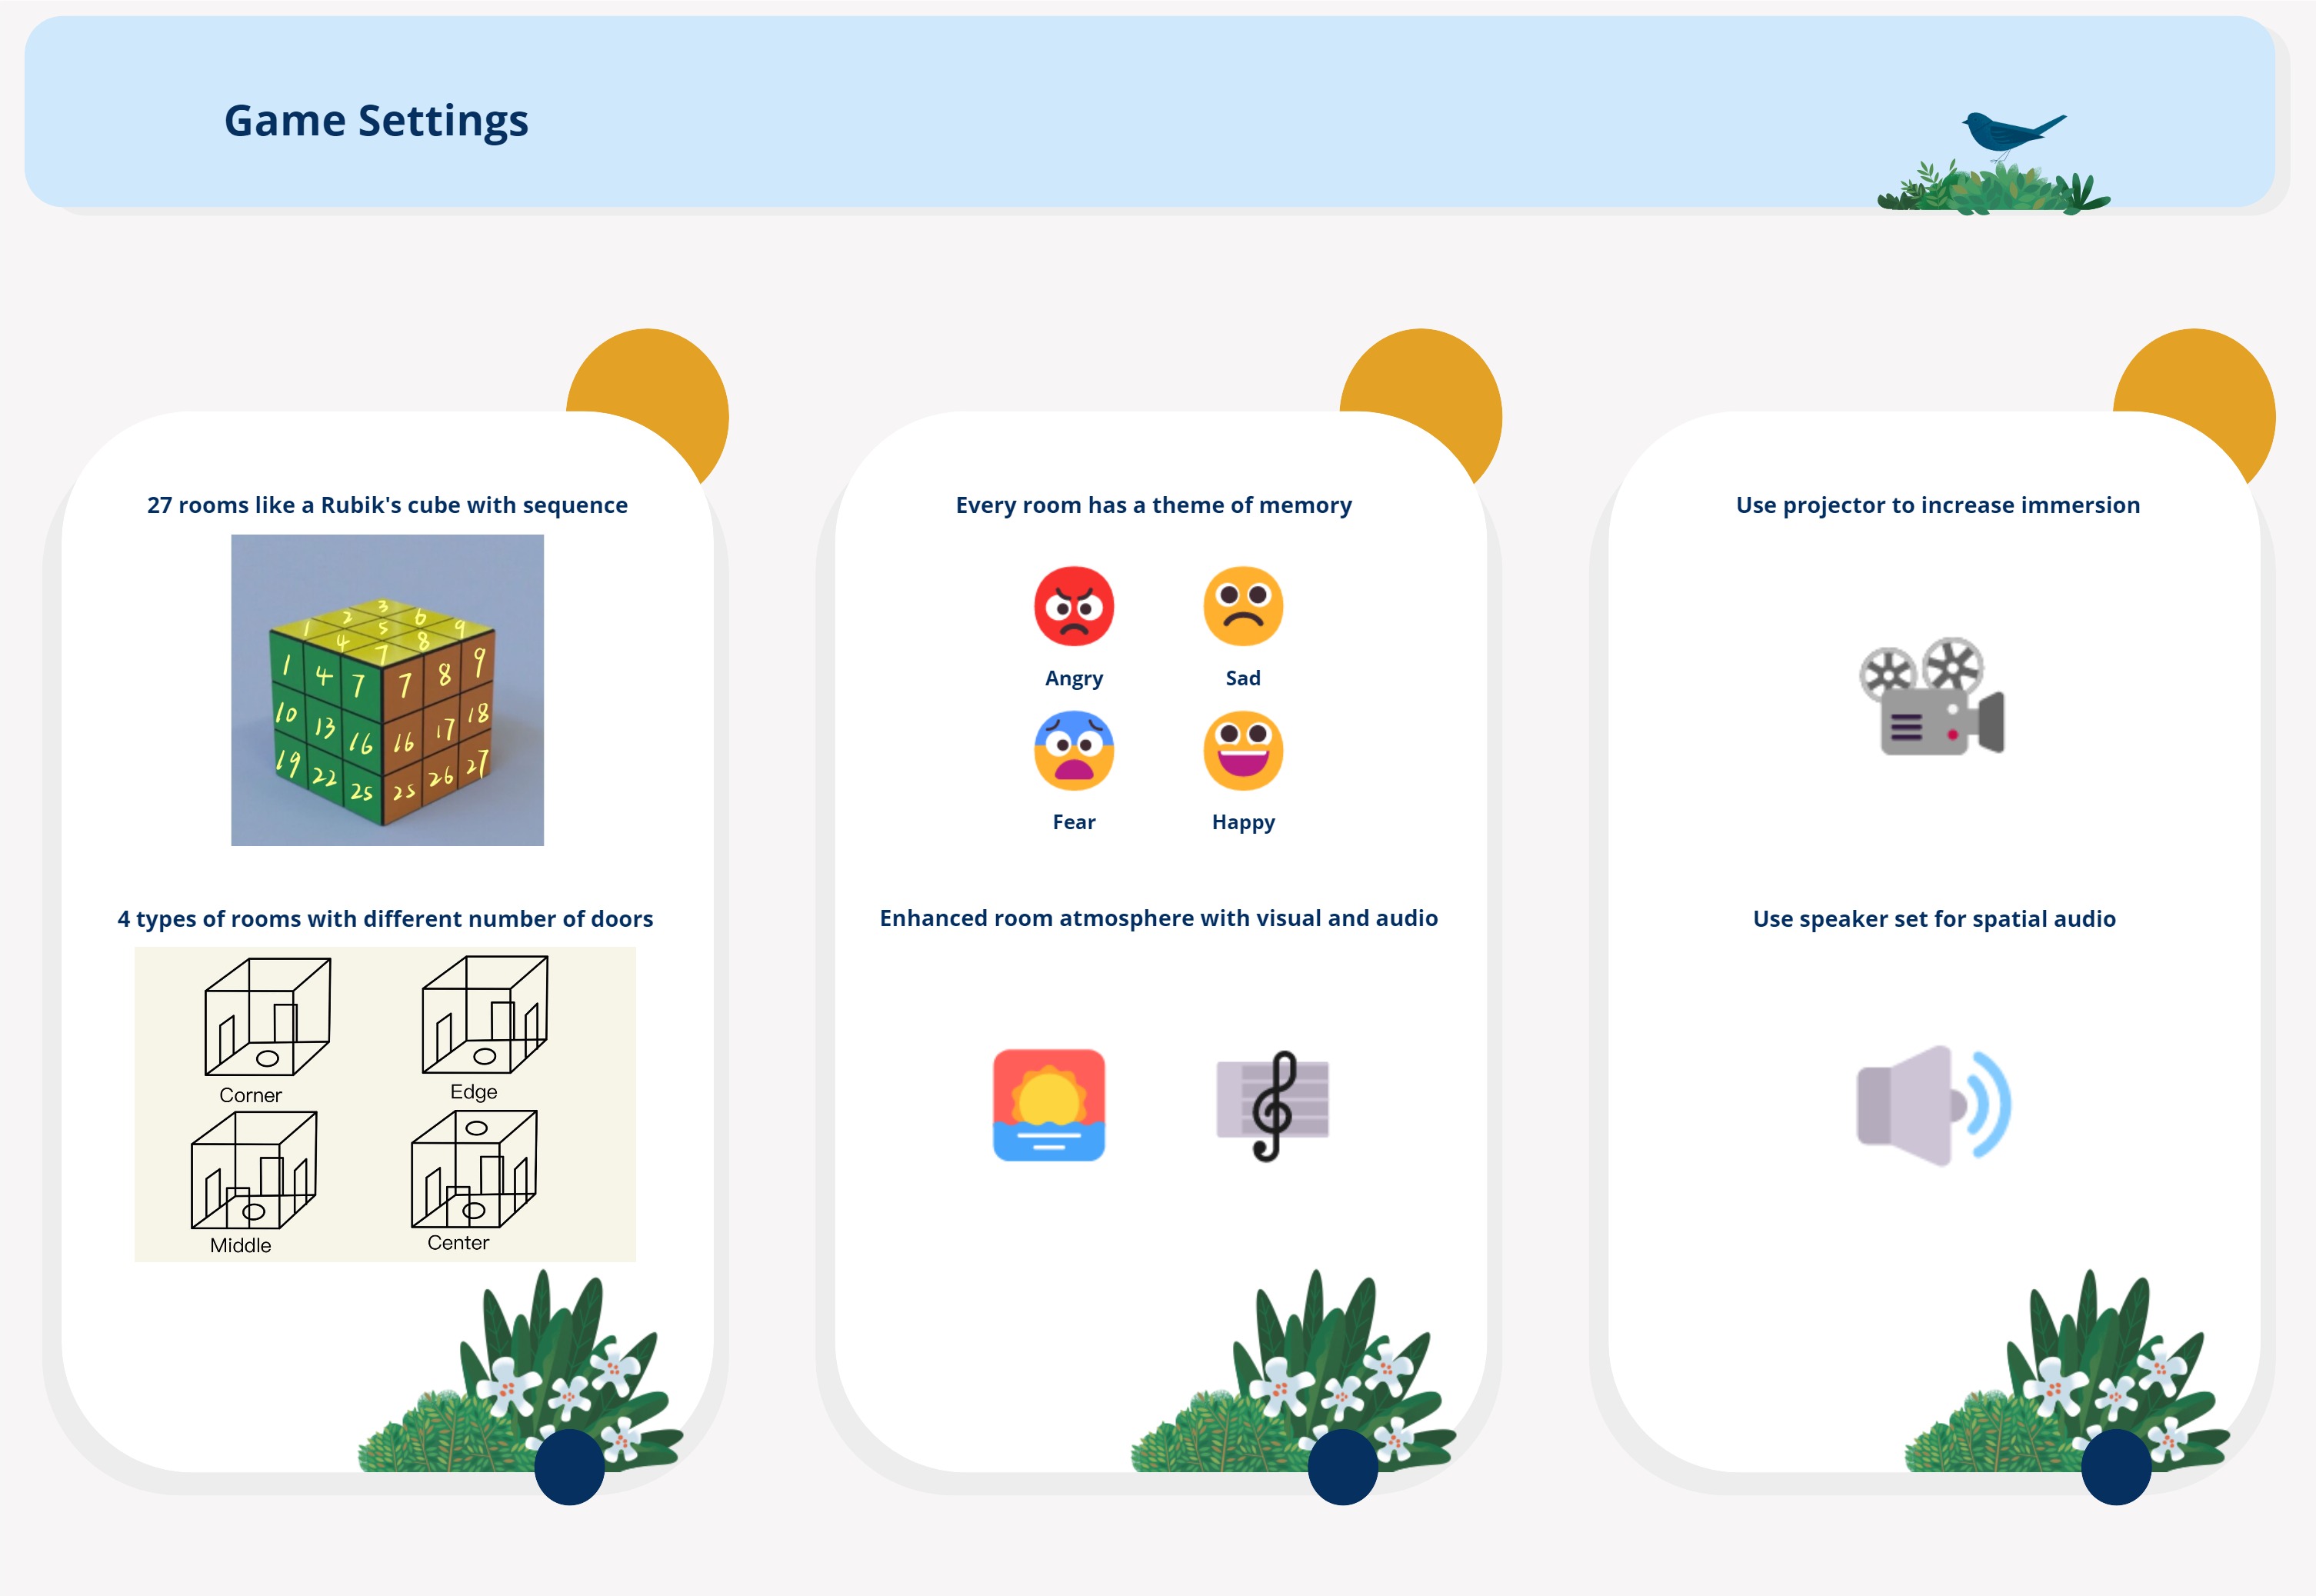 Game Settings
27 rooms like a Rubik's cube with sequence
3
2 6
1 5 9
4 8
7
1 4 7 7 8 9
10 13 16 16 17 18
19 22 25 25 26 27
4 types of rooms with different number of doors
Corner Edge
Middle Center
Every room has a theme of memory
Angry Sad
Fear Happy
Enhanced room atmosphere with visual and audio
Use projector to increase immersion
Use speaker set for spatial audio